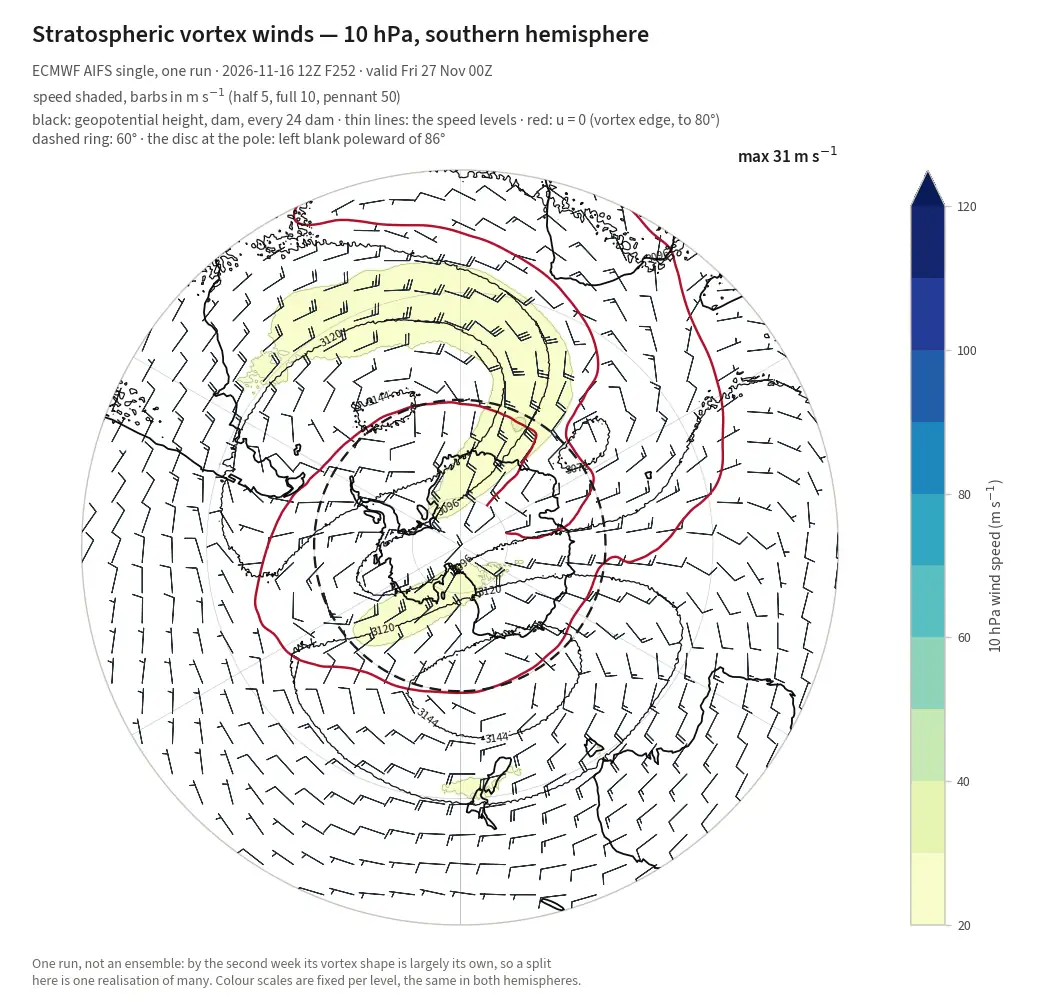 Stratospheric vortex winds — 10 hPa, southern hemisphere
ECMWF AIFS single, one run · 2026-11-16 12Z F252 · valid Fri 27 Nov 00Z
speed shaded, barbs in m s⁻¹ (half 5, full 10, pennant 50)
black: geopotential height, dam, every 24 dam · thin lines: the speed levels · red: u = 0 (vortex edge, to 80°)
dashed ring: 60° · the disc at the pole: left blank poleward of 86°
max 31 m s⁻¹
120
100
80
60
40
20
10 hPa wind speed (m s⁻¹)
3120
3144
3096
3120
3120
3144
3144
One run, not an ensemble: by the second week its vortex shape is largely its own, so a split
here is one realisation of many. Colour scales are fixed per level, the same in both hemispheres.